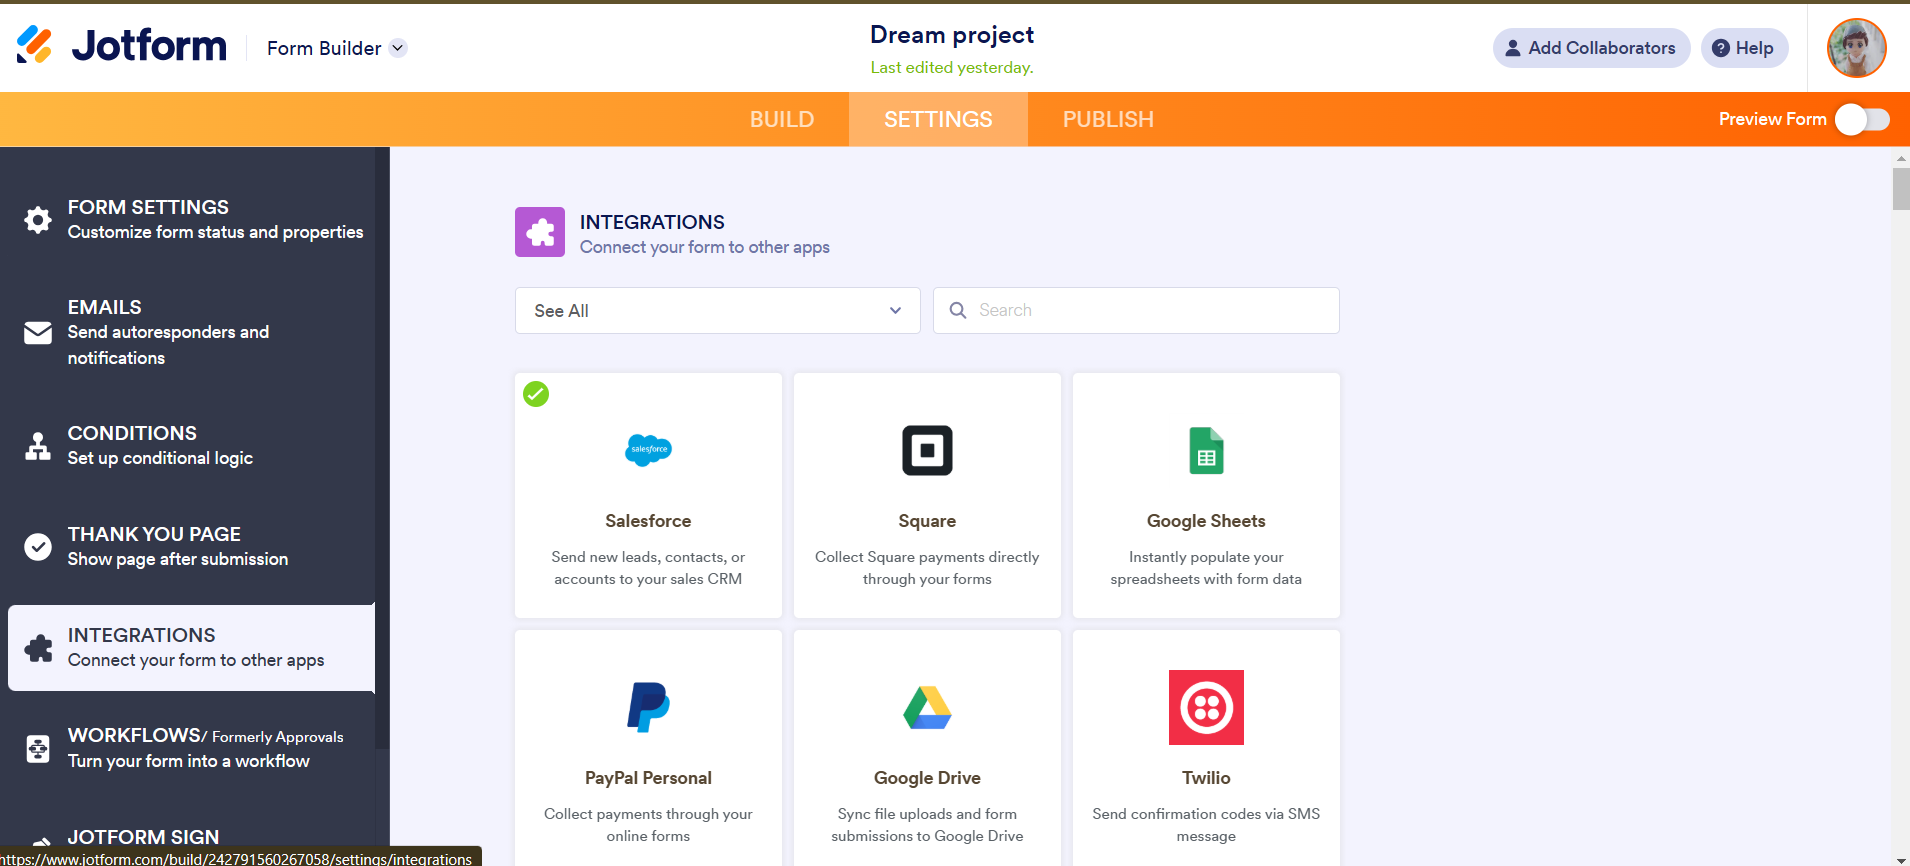 Jotform
Form Builder
Dream project
Last edited yesterday.
Add Collaborators
Help
BUILD
SETTINGS
PUBLISH
Preview Form
FORM SETTINGS
Customize form status and properties
EMAILS
Send autoresponders and
notifications
CONDITIONS
Set up conditional logic
THANK YOU PAGE
Show page after submission
INTEGRATIONS
Connect your form to other apps
WORKFLOWS/ Formerly Approvals
Turn your form into a workflow
JOTFORM SIGN
https://www.jotform.com/build/242791560267058/settings/integrations
INTEGRATIONS
Connect your form to other apps
See All
Search
salesforce
Salesforce
Send new leads, contacts, or
accounts to your sales CRM
Square
Collect Square payments directly
through your forms
Google Sheets
Instantly populate your
spreadsheets with form data
PayPal Personal
Collect payments through your
online forms
Google Drive
Sync file uploads and form
submissions to Google Drive
Twilio
Send confirmation codes via SMS
message